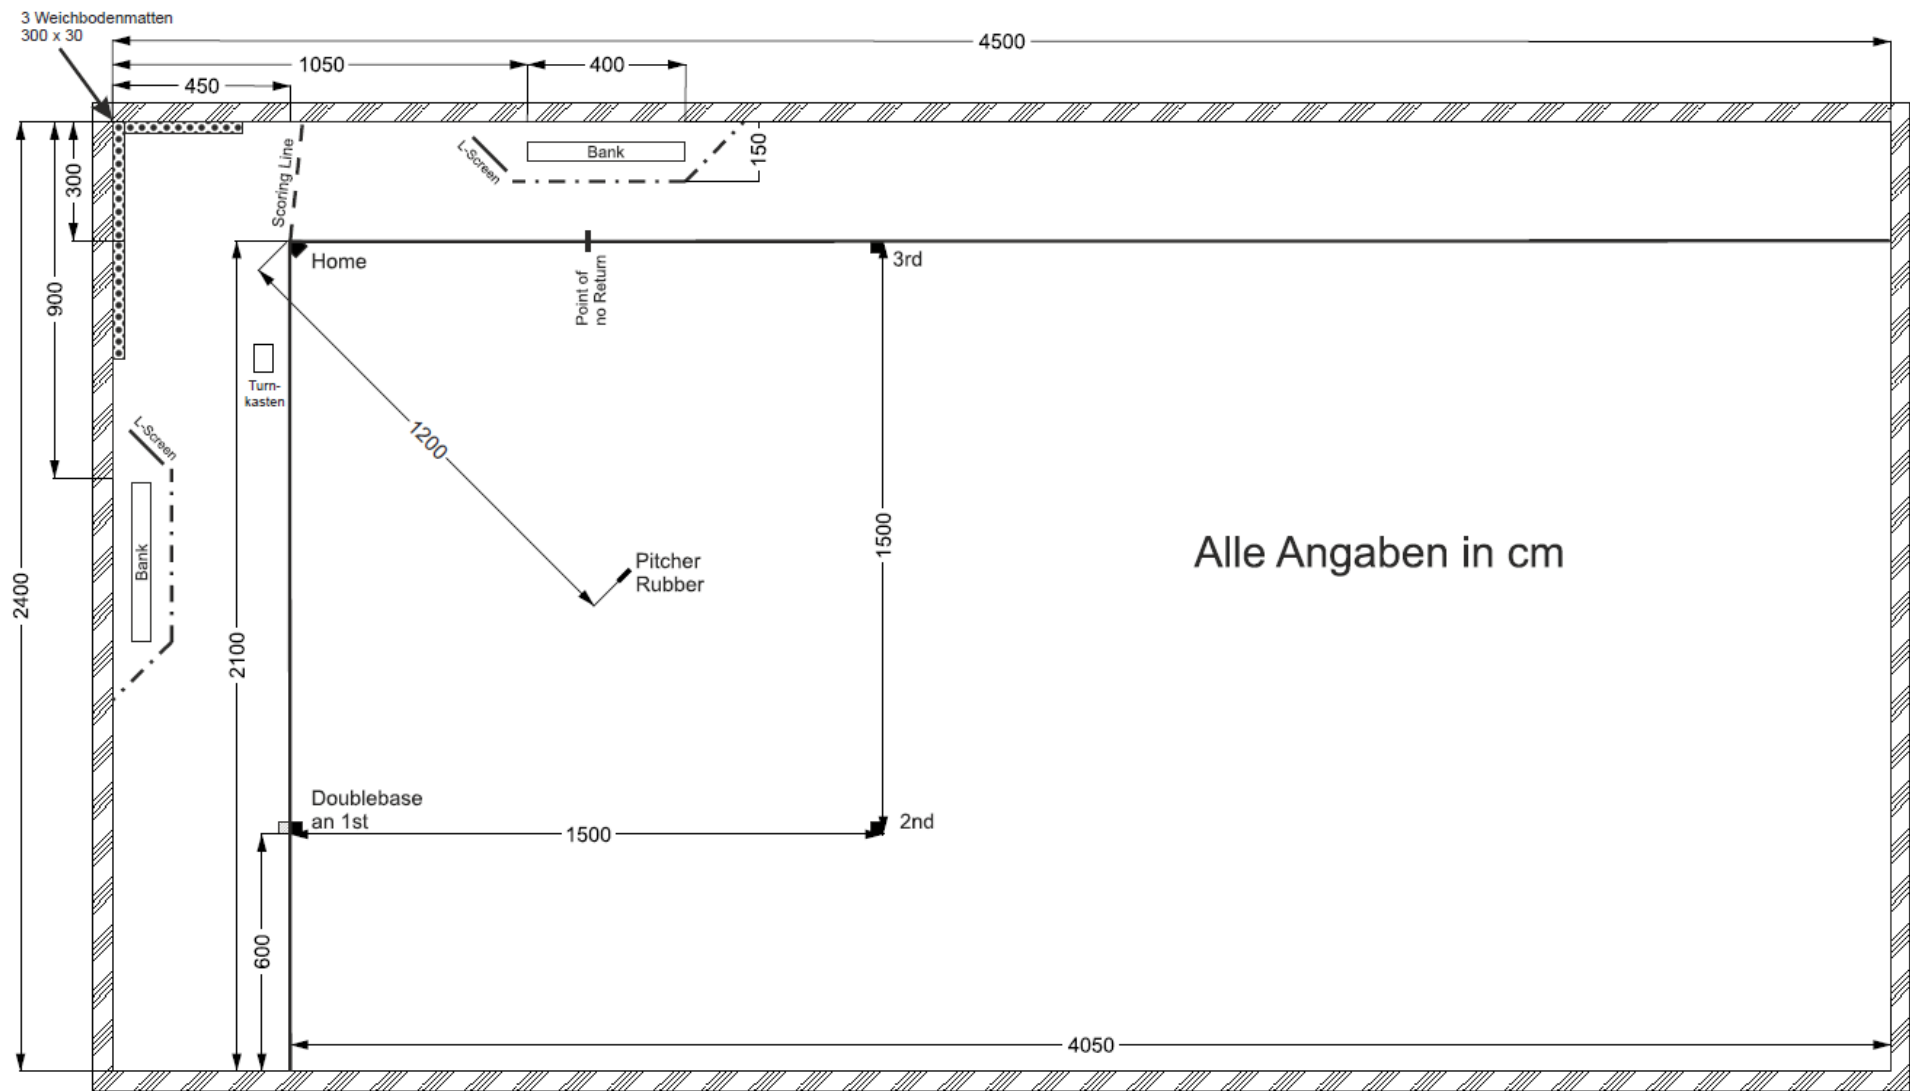 3 Weichbodenmatten
300 x 30
4500
1050
400
450
Scoring Line
L-Screen
Bank
150
300
900
Home
Point of
no Return
3rd
Turn-
kasten
1200
L-Screen
Bank
1500
Alle Angaben in cm
Pitcher
Rubber
2400
2100
Doublebase
an 1st
1500
2nd
600
4050